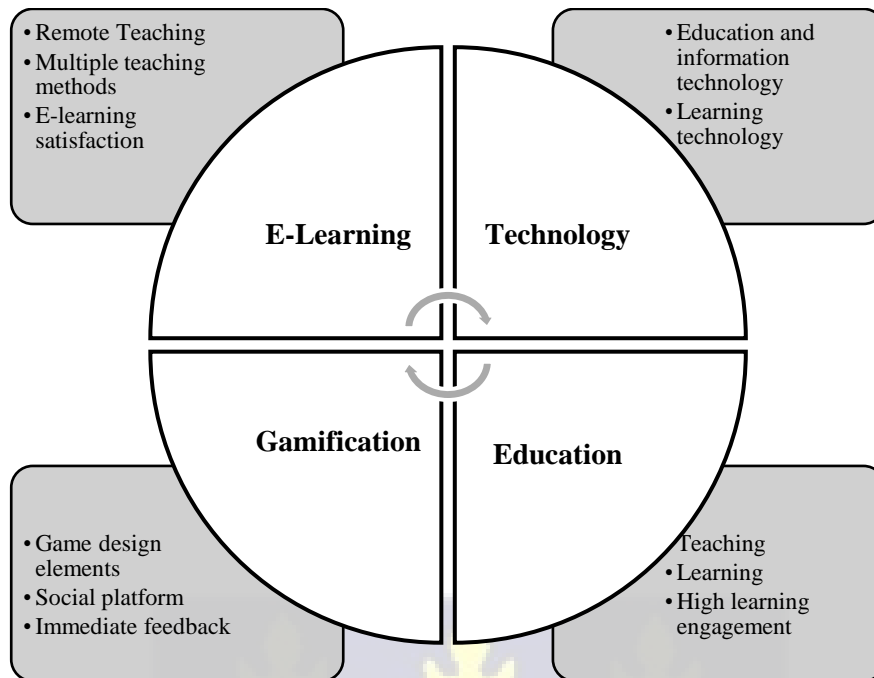 • Remote Teaching
• Multiple teaching
methods
• E-learning
satisfaction
• Education and
information
technology
• Learning
technology
E-Learning
Technology
Gamification
Education
• Game design
elements
• Social platform
• Immediate feedback
Teaching
• Learning
• High learning
engagement